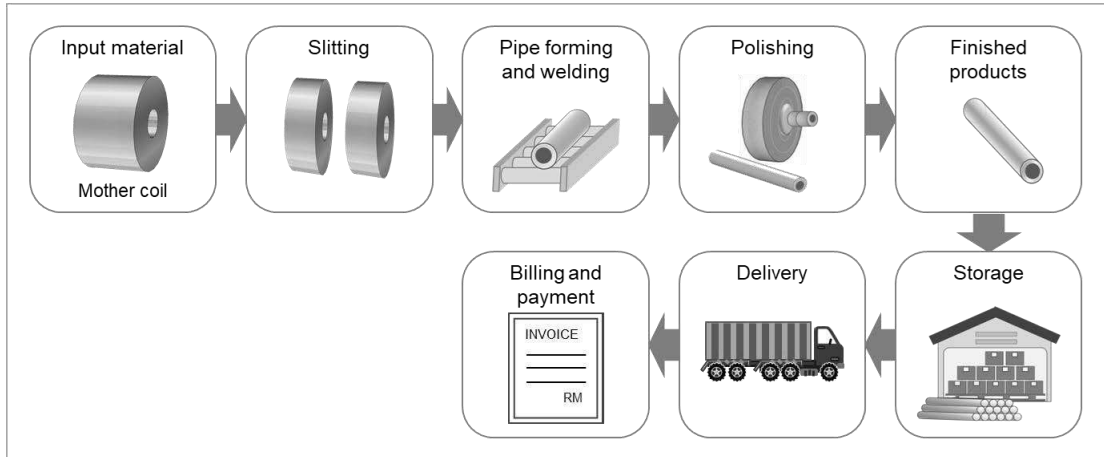 Input material
Mother coil
Slitting
Pipe forming
and welding
Polishing
Finished
products
Storage
Delivery
Billing and
payment
INVOICE
RM